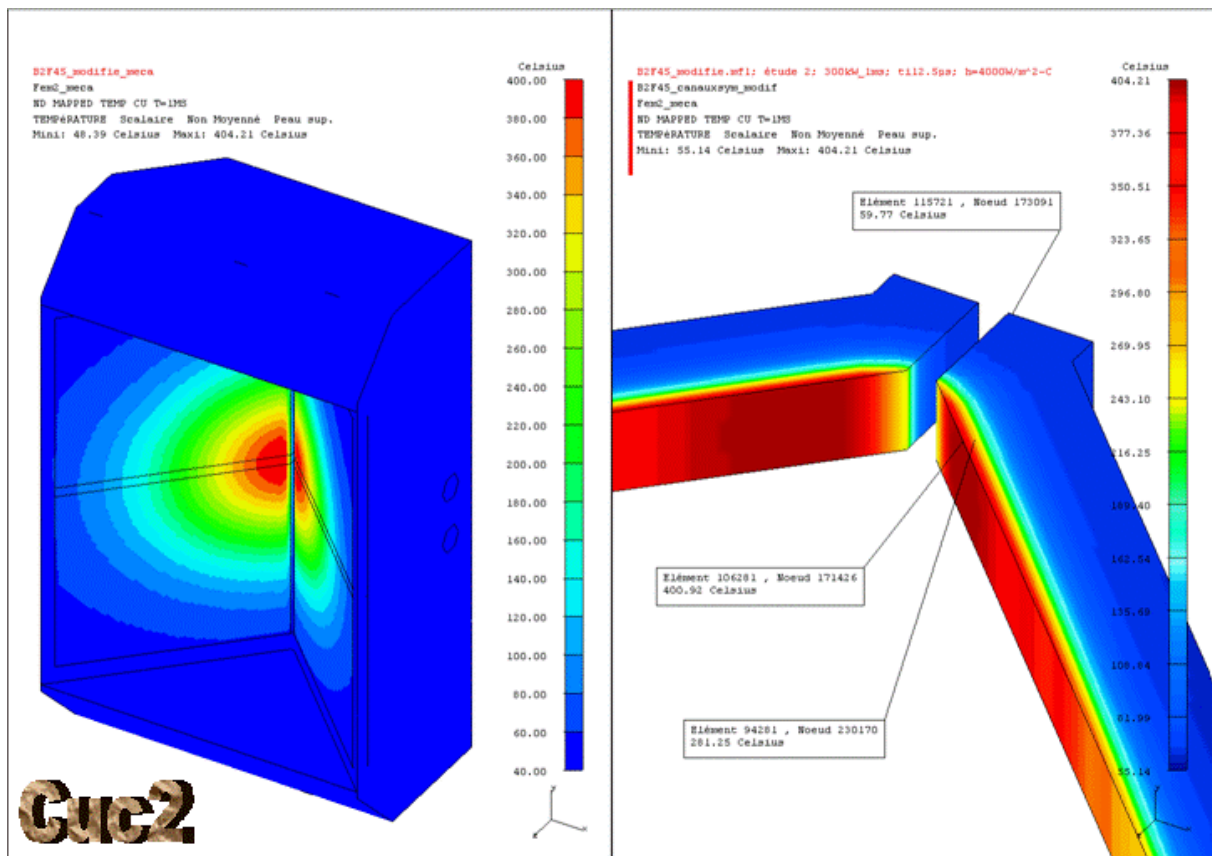 B2F45_modifie_meca
Fem2_meca
ND MAPPED TEMP CU T=1MS
TEMPéRATURE Scalaire Non Moyenné Peau sup.
Mini: 48.39 Celsius Maxi: 404.21 Celsius
Celsius
400.00
380.00
360.00
340.00
320.00
300.00
280.00
260.00
240.00
220.00
200.00
180.00
160.00
140.00
120.00
100.00
80.00
60.00
40.00
y
z
x
Cuc2
B2F45_modifie.mf1; étude 2; 300kW_1ms; ti12.5µs; h=4000W/m^2-C
B2F45_canauxsym_modif
Fem2_meca
ND MAPPED TEMP CU T=1MS
TEMPéRATURE Scalaire Non Moyenné Peau sup.
Mini: 55.14 Celsius Maxi: 404.21 Celsius
Celsius
404.21
377.36
350.51
323.65
296.80
269.95
243.10
216.25
189.40
162.54
135.69
108.84
81.99
55.14
Elément 115721 , Noeud 173091
59.77 Celsius
Elément 106281 , Noeud 171426
400.92 Celsius
Elément 94281 , Noeud 230170
281.25 Celsius
y
z
x